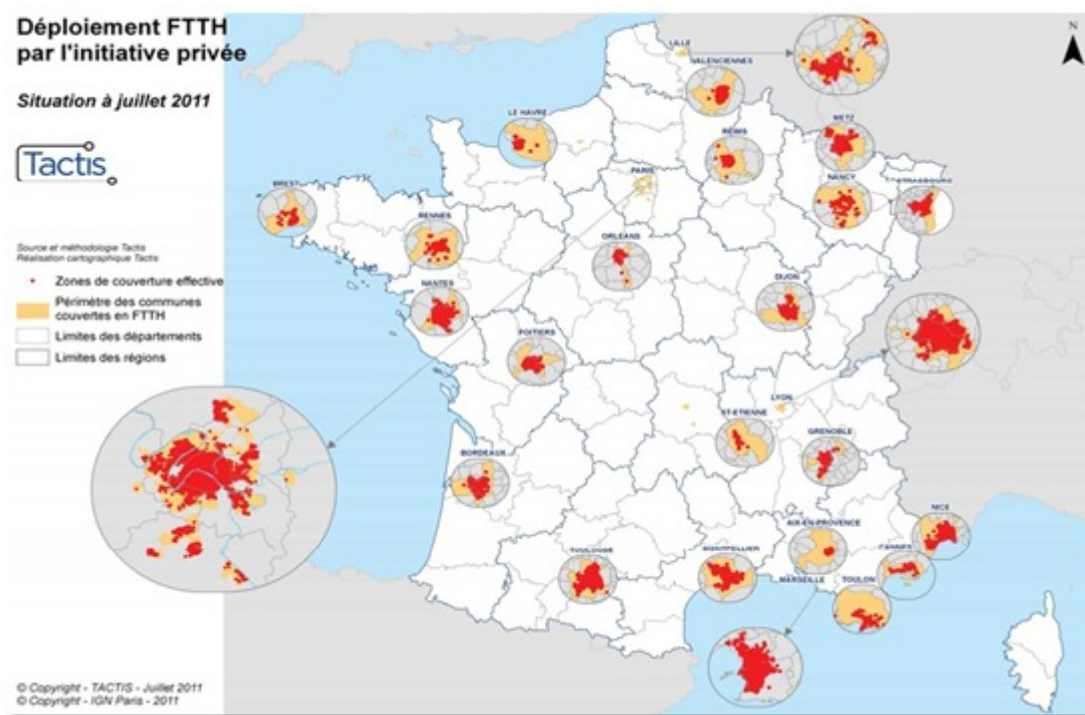 Déploiement FTTH
par l'initiative privée
Situation à juillet 2011
Tactis
Source et méthodologie Tactis
Réalisation cartographique Tactis
Zones de couverture effective
Périmètre des communes
couvertes en FTTH
Limites des départements
Limites des régions
© Copyright - TACTIS - Juillet 2011
© Copyright - IGN Paris - 2011
N
LILLE
VALENCIENNES
LE HAVRE
METZ
REIMS
PARIS
NANCY
STRASBOURG
BREST
RENNES
ORLEANS
NANTES
DIJON
POITIERS
LYON
ST-ETIENNE
GRENOBLE
BORDEAUX
NICE
AIX-EN-PROVENCE
CANNES
TOULOUSE
MONTPELLIER
MARSEILLE
TOULON